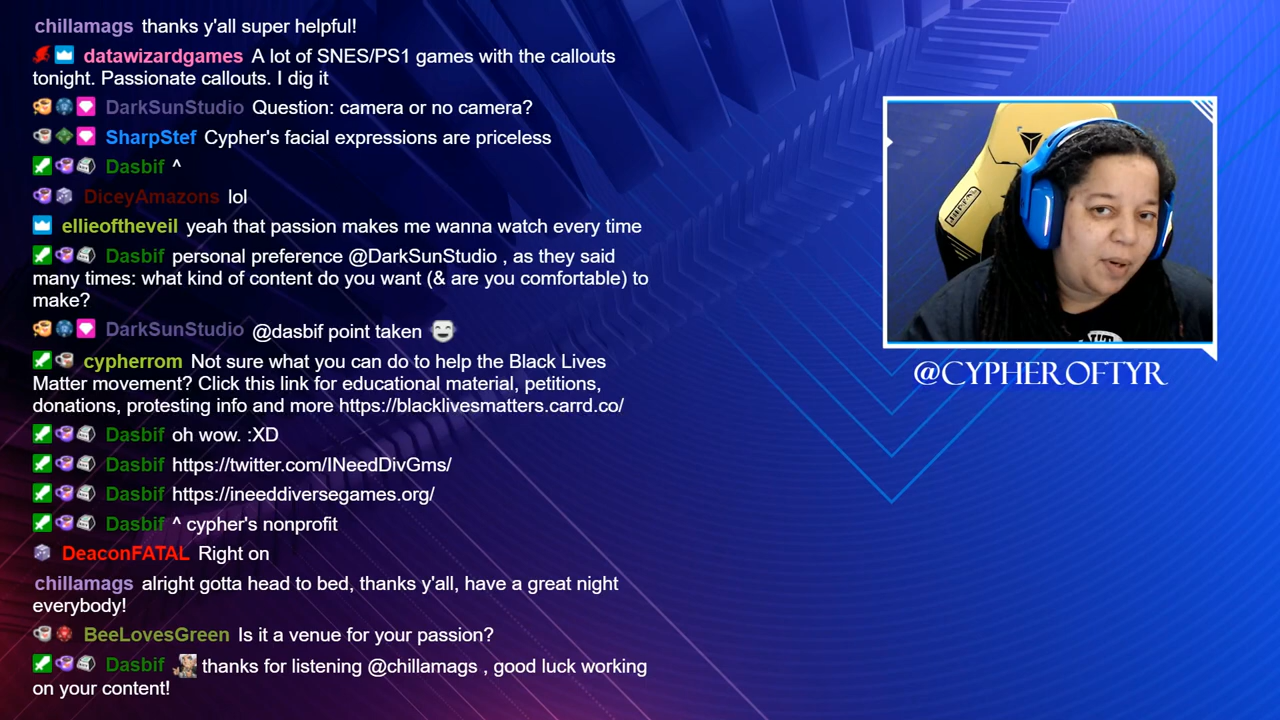 chillamags thanks y'all super helpful!
datawizardgames A lot of SNES/PS1 games with the callouts
tonight. Passionate callouts. I dig it
DarkSunStudio Question: camera or no camera?
SharpStef Cypher's facial expressions are priceless
Dasbif ^
DiceyAmazons lol
ellieoftheveil yeah that passion makes me wanna watch every time
Dasbif personal preference @DarkSunStudio , as they said
many times: what kind of content do you want (& are you comfortable) to
make?
DarkSunStudio @dasbif point taken
cypherrom Not sure what you can do to help the Black Lives
Matter movement? Click this link for educational material, petitions,
donations, protesting info and more https://blacklivesmatters.carrd.co/
Dasbif oh wow. :XD
Dasbif https://twitter.com/INeedDivGms/
Dasbif https://ineeddiversegames.org/
Dasbif ^ cypher's nonprofit
DeaconFATAL Right on
chillamags alright gotta head to bed, thanks y'all, have a great night
everybody!
BeeLovesGreen Is it a venue for your passion?
Dasbif thanks for listening @chillamags , good luck working
on your content!
@CYPHEROFTYR